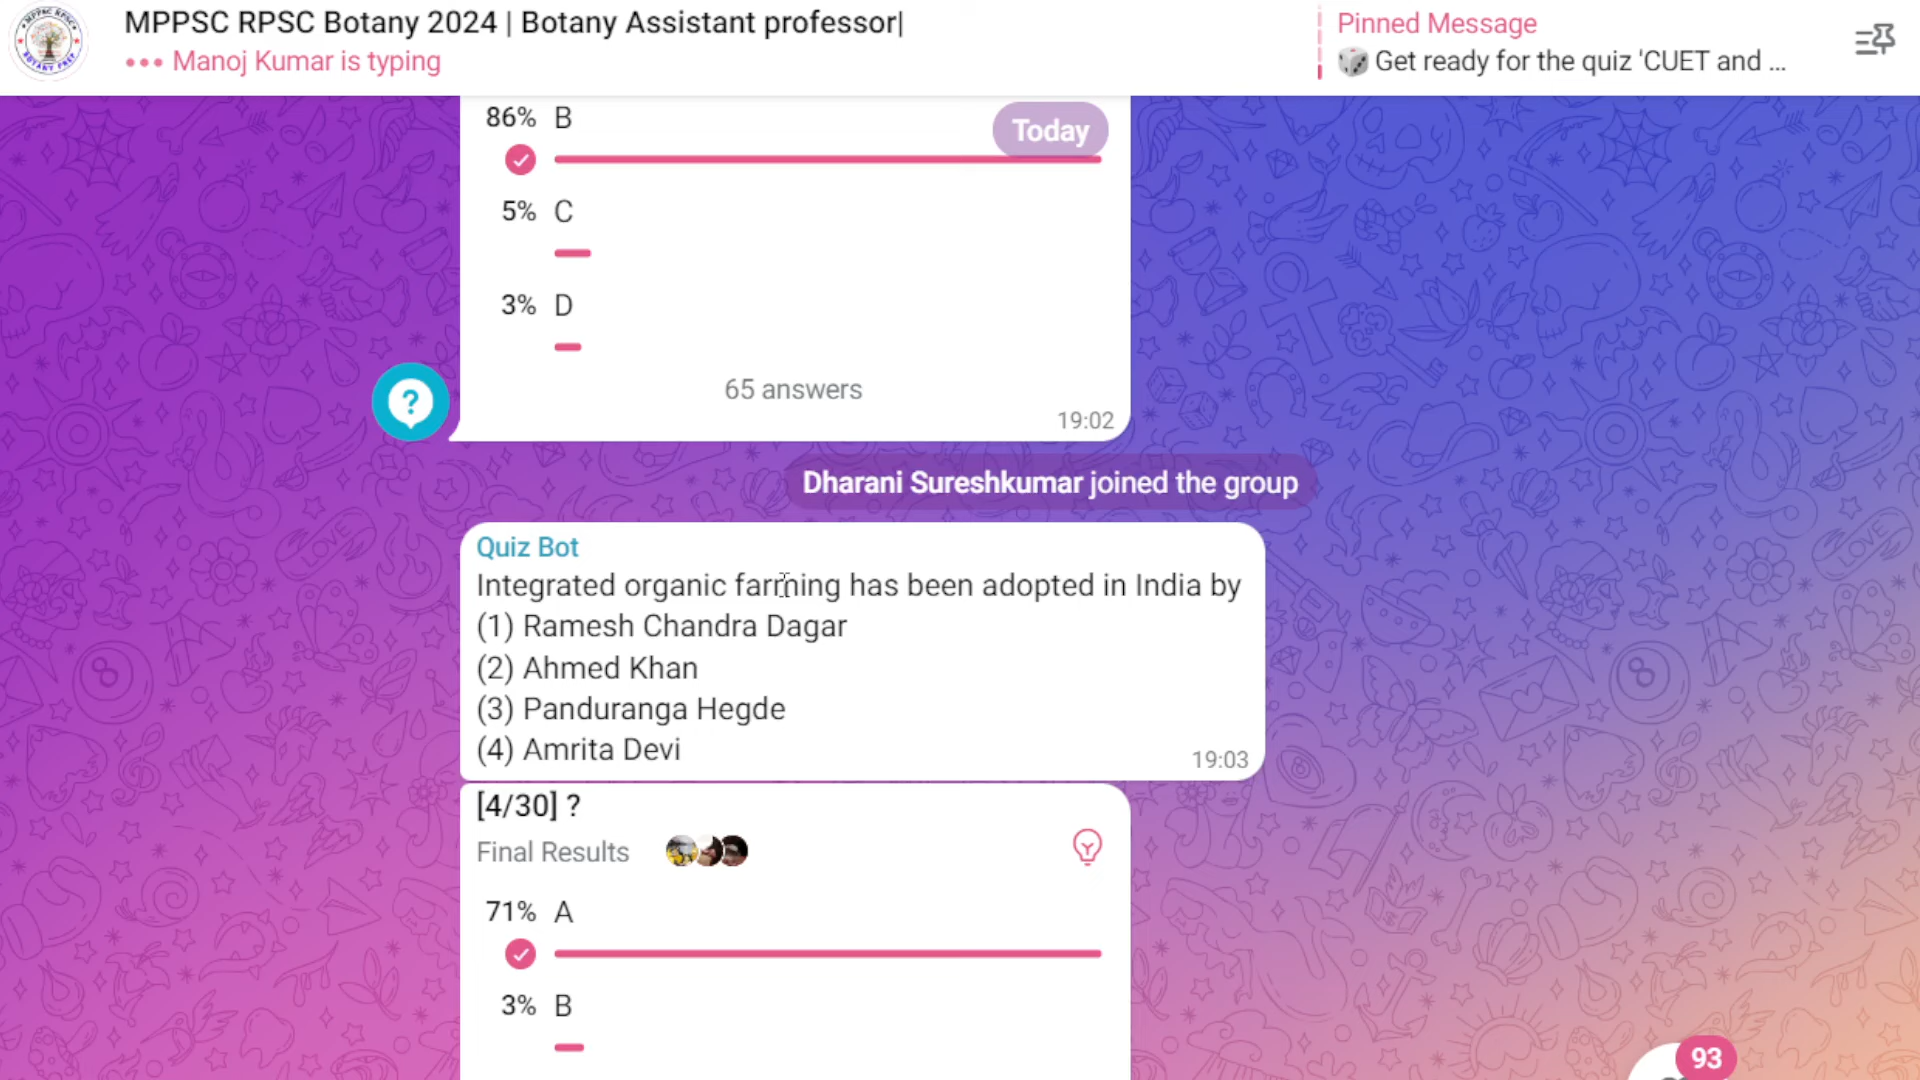 MPPSC RPSC Botany 2024 | Botany Assistant professor|
Manoj Kumar is typing
Pinned Message
Get ready for the quiz 'CUET and ...
86% B
Today
5% C
3% D
65 answers
19:02
Dharani Sureshkumar joined the group
Quiz Bot
Integrated organic farming has been adopted in India by
(1) Ramesh Chandra Dagar
(2) Ahmed Khan
(3) Panduranga Hegde
(4) Amrita Devi
19:03
[4/30] ?
Final Results
71% A
3% B
93